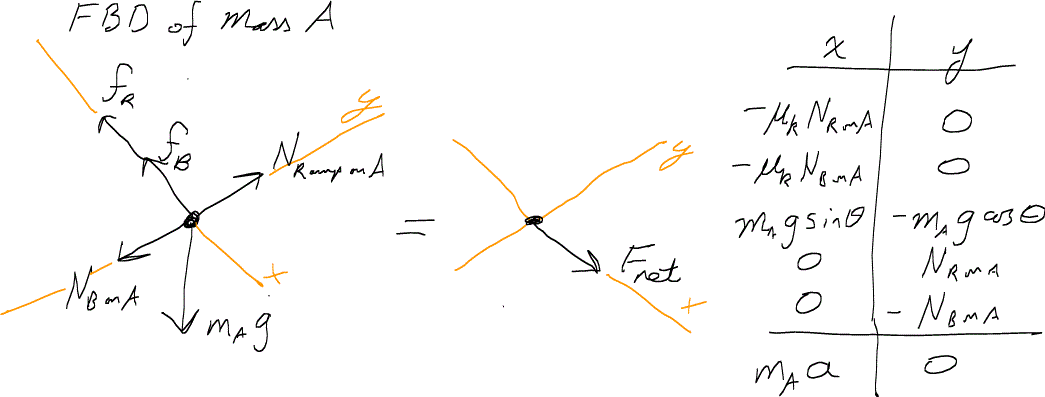 FBD of mass A
f_R
f_B
y
N_Ramp on A
N_B on A
x
m_A g
=
y
F_net
x
x y
-μ_k N_R on A 0
-μ_k N_B on A 0
m_A g sinθ -m_A g cosθ
0 N_R on A
0 -N_B on A
m_A a 0